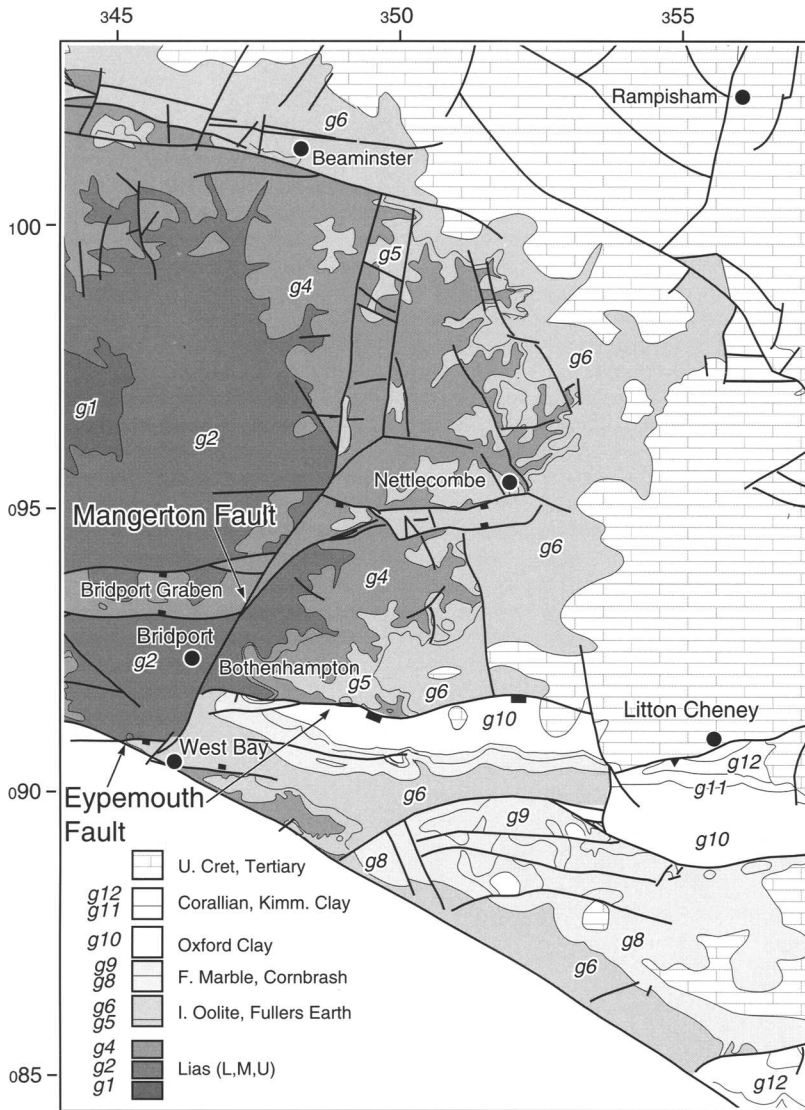 345 350 355
g6
Rampisham
Beaminster
100
g5
g4
g6
g1
g2
Nettlecombe
095
Mangerton Fault
g6
g4
Bridport Graben
Bridport
g2
Bothenhampton
g5
g6
g10
Litton Cheney
West Bay
g12
g11
090
Eypemouth
Fault
g6
g9
g10
g8
g12
g11
U. Cret, Tertiary
Corallian, Kimm. Clay
g10
Oxford Clay
g9
g8
F. Marble, Cornbrash
g8
g6
g6
g5
I. Oolite, Fullers Earth
g4
g2
g1
Lias (L,M,U)
085
g12